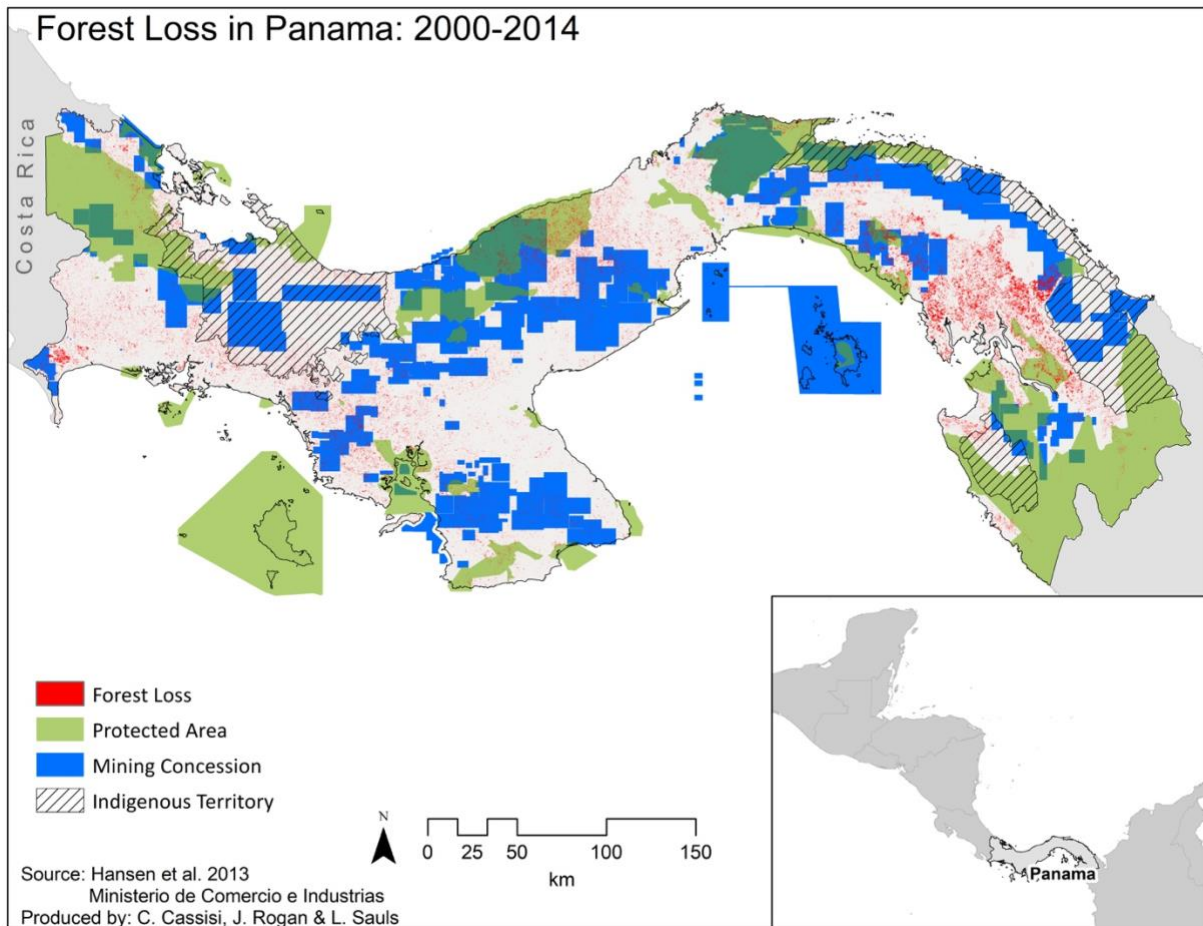 Forest Loss in Panama: 2000-2014
Costa Rica
Forest Loss
Protected Area
Mining Concession
Indigenous Territory
N
0 25 50 100 150
km
Source: Hansen et al. 2013
Ministerio de Comercio e Industrias
Produced by: C. Cassisi, J. Rogan & L. Sauls
Panama